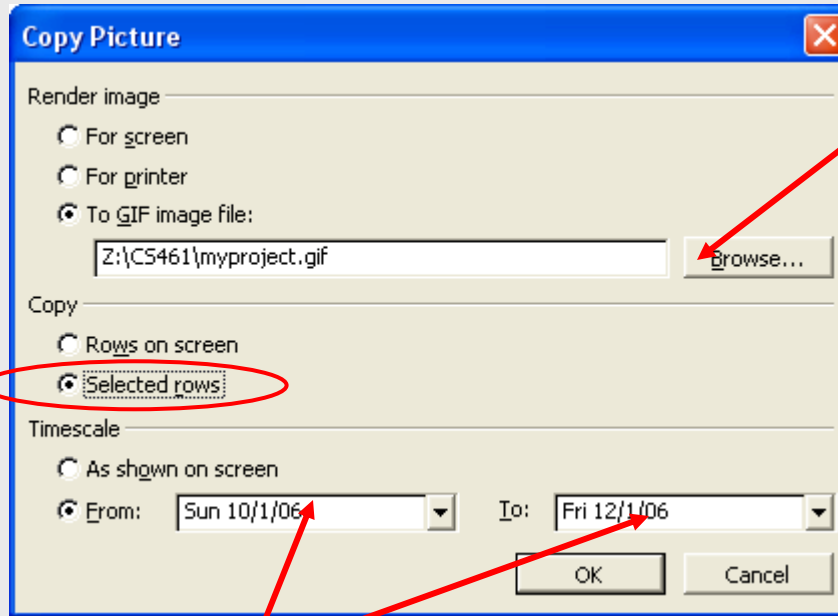 Copy Picture
Render image
For screen
For printer
To GIF image file:
Z:\CS461\myproject.gif
Browse...
Copy
Rows on screen
Selected rows
Timescale
As shown on screen
From: Sun 10/1/06 To: Fri 12/1/06
OK Cancel